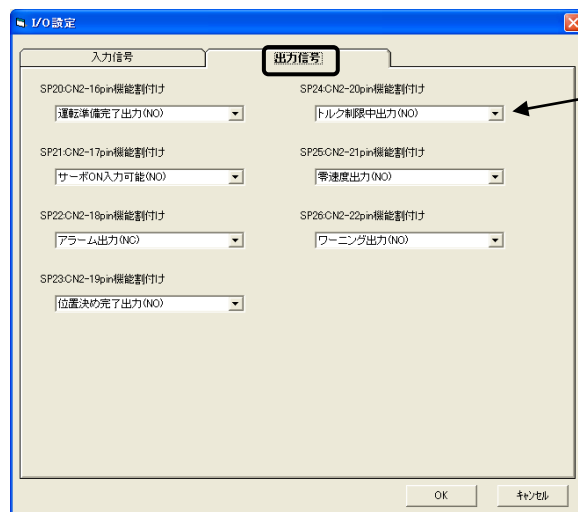 I/O設定
入力信号
出力信号
SP20:CN2-16pin機能割付け
運転準備完了出力(NO)
SP21:CN2-17pin機能割付け
サーボON入力可能(NO)
SP22:CN2-18pin機能割付け
アラーム出力(NC)
SP23:CN2-19pin機能割付け
位置決め完了出力(NO)
SP24:CN2-20pin機能割付け
トルク制限中出力(NO)
SP25:CN2-21pin機能割付け
零速度出力(NO)
SP26:CN2-22pin機能割付け
ワーニング出力(NO)
OK
ｷｬﾝｾﾙ